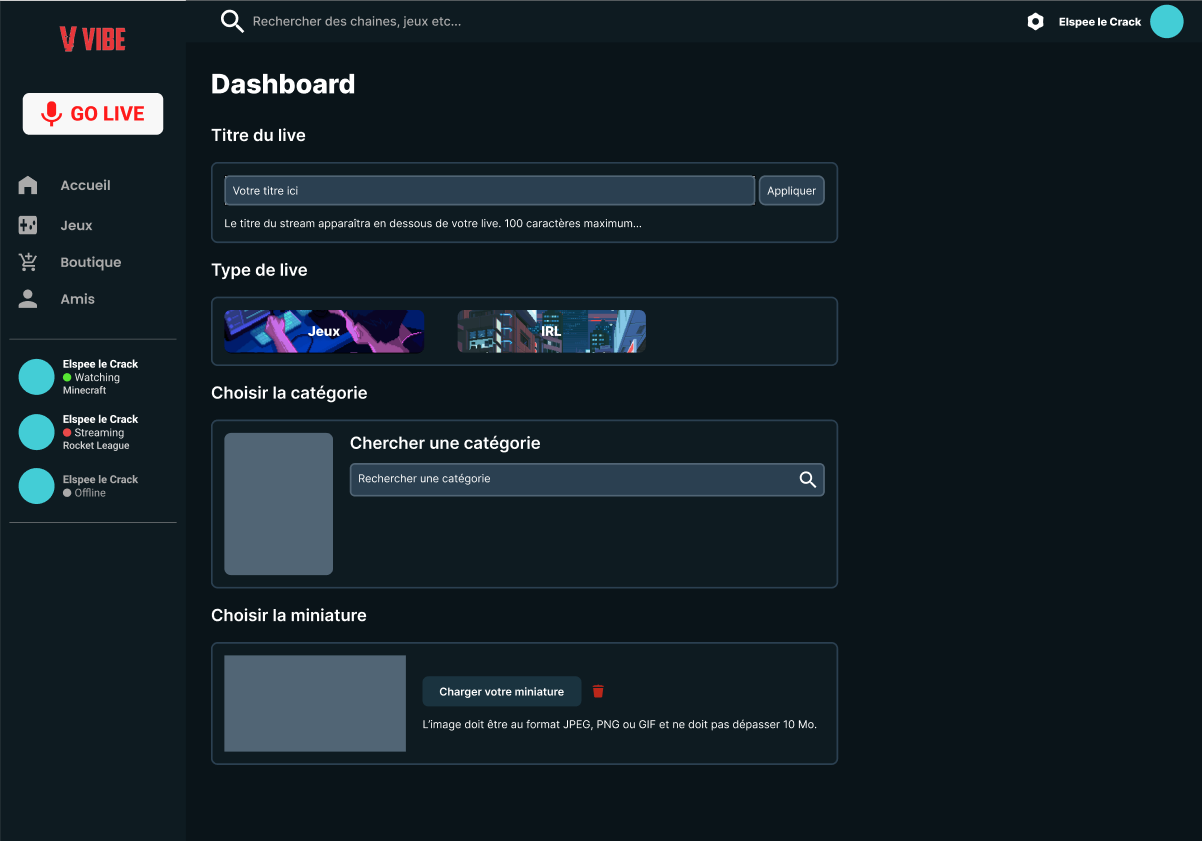 V VIBE
Rechercher des chaines, jeux etc...
Elspee le Crack
GO LIVE
Accueil
Jeux
Boutique
Amis
Elspee le Crack
Watching
Minecraft
Elspee le Crack
Streaming
Rocket League
Elspee le Crack
Offline
Dashboard
Titre du live
Votre titre ici
Appliquer
Le titre du stream apparaîtra en dessous de votre live. 100 caractères maximum...
Type de live
Jeux
IRL
Choisir la catégorie
Chercher une catégorie
Rechercher une catégorie
Choisir la miniature
Charger votre miniature
L'image doit être au format JPEG, PNG ou GIF et ne doit pas dépasser 10 Mo.